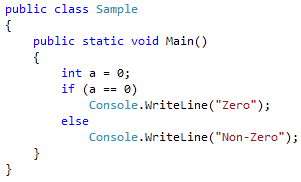 public class Sample
{
    public static void Main()
    {
        int a = 0;
        if (a == 0)
            Console.WriteLine("Zero");
        else
            Console.WriteLine("Non-Zero");
    }
}